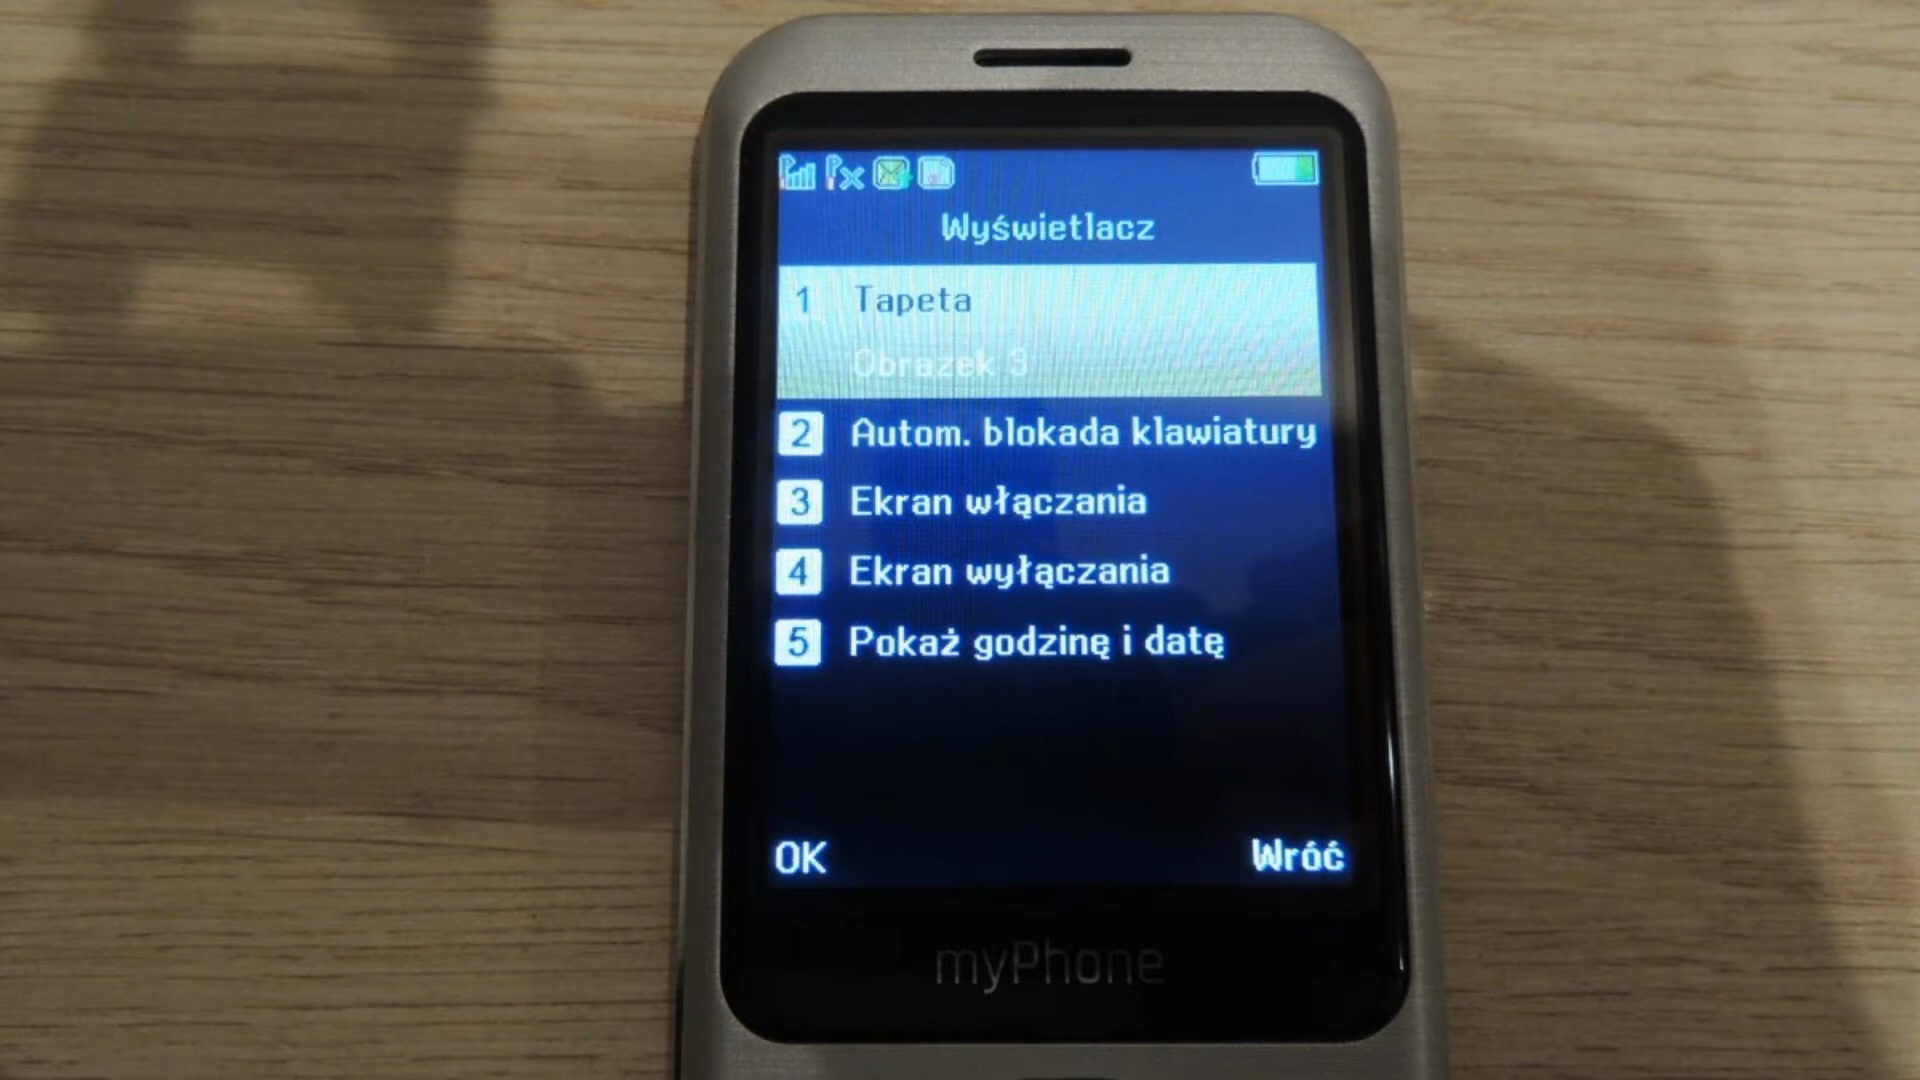 Wyświetlacz
1 Tapeta
Obrazek 3
2 Autom. blokada klawiatury
3 Ekran włączania
4 Ekran wyłączania
5 Pokaż godzinę i datę
OK Wróć
myPhone